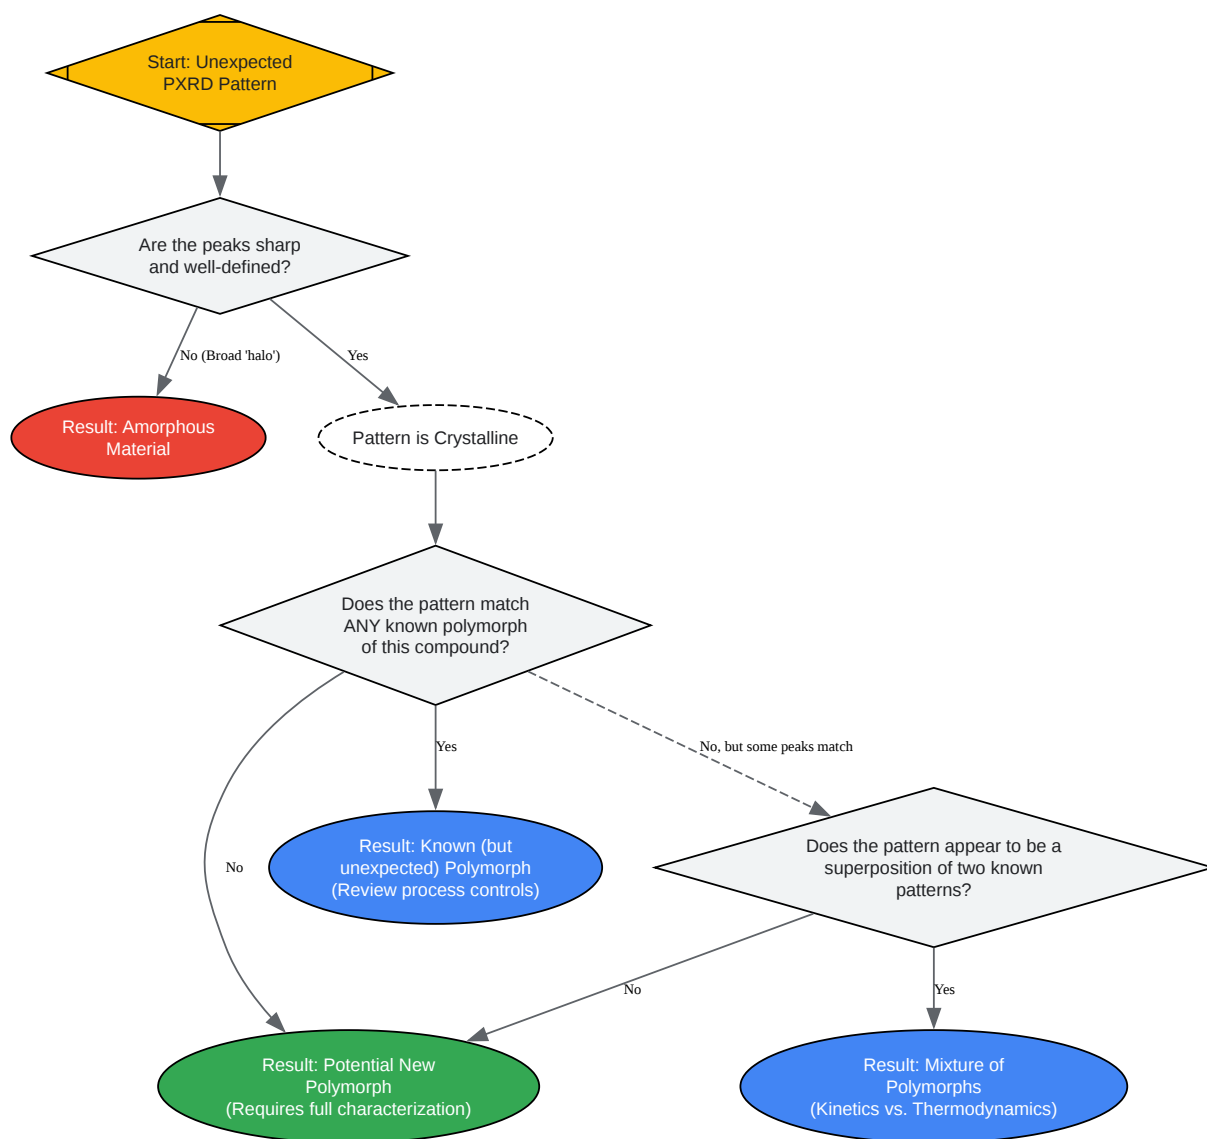 Start: Unexpected
PXRD Pattern
Are the peaks sharp
and well-defined?
No (Broad 'halo')
Yes
Result: Amorphous
Material
Pattern is Crystalline
Does the pattern match
ANY known polymorph
of this compound?
No, but some peaks match
Yes
No
Result: Known (but
unexpected) Polymorph
(Review process controls)
Does the pattern appear to be a
superposition of two known
patterns?
No
Yes
Result: Potential New
Polymorph
(Requires full characterization)
Result: Mixture of
Polymorphs
(Kinetics vs. Thermodynamics)